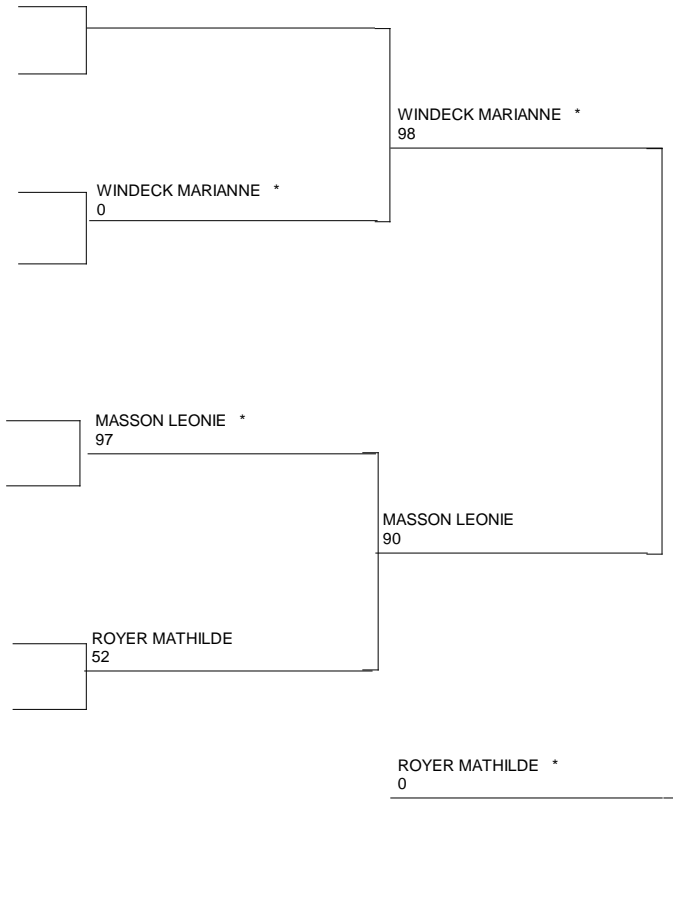 WINDECK MARIANNE *
98
WINDECK MARIANNE *
0
MASSON LEONIE *
97
MASSON LEONIE
90
ROYER MATHILDE
52
ROYER MATHILDE *
0